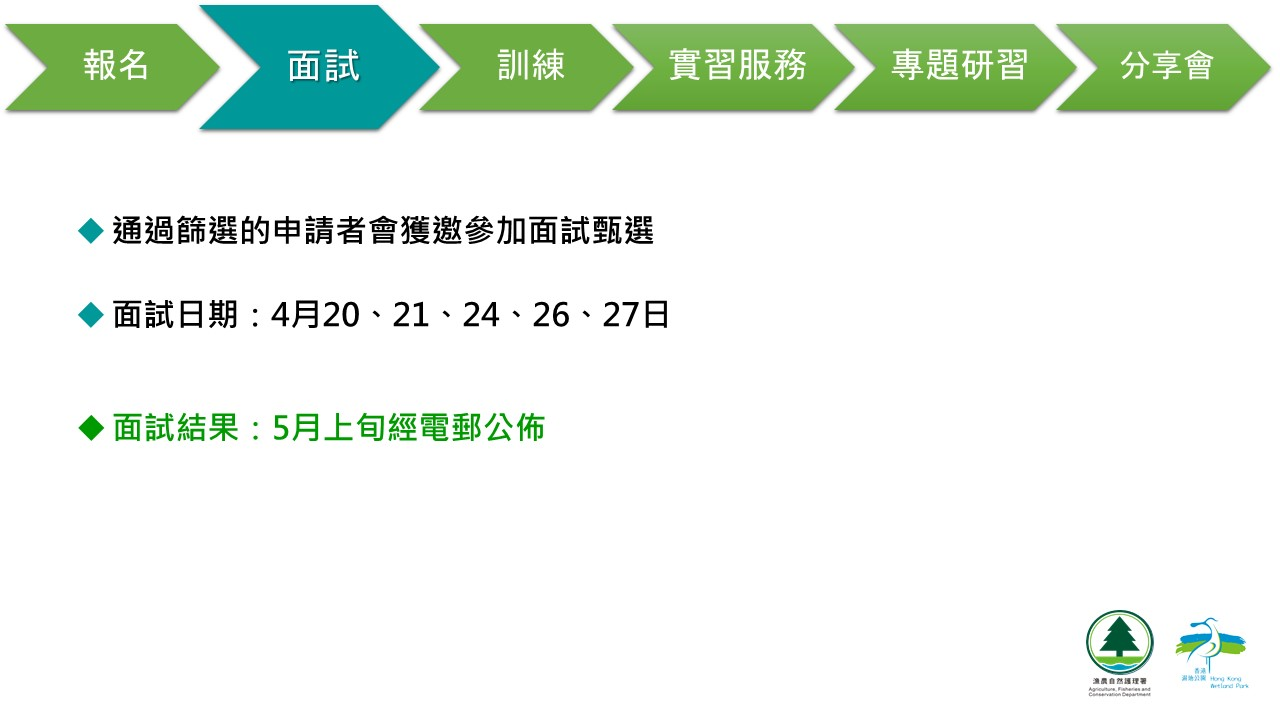 報名
面試
訓練
實習服務
專題研習
分享會
通過篩選的申請者會獲邀參加面試甄選
面試日期：4月20、21、24、26、27日
面試結果：5月上旬經電郵公佈
漁農自然護理署
Agriculture, Fisheries and
Conservation Department
香港
濕地公園
Hong Kong
Wetland Park